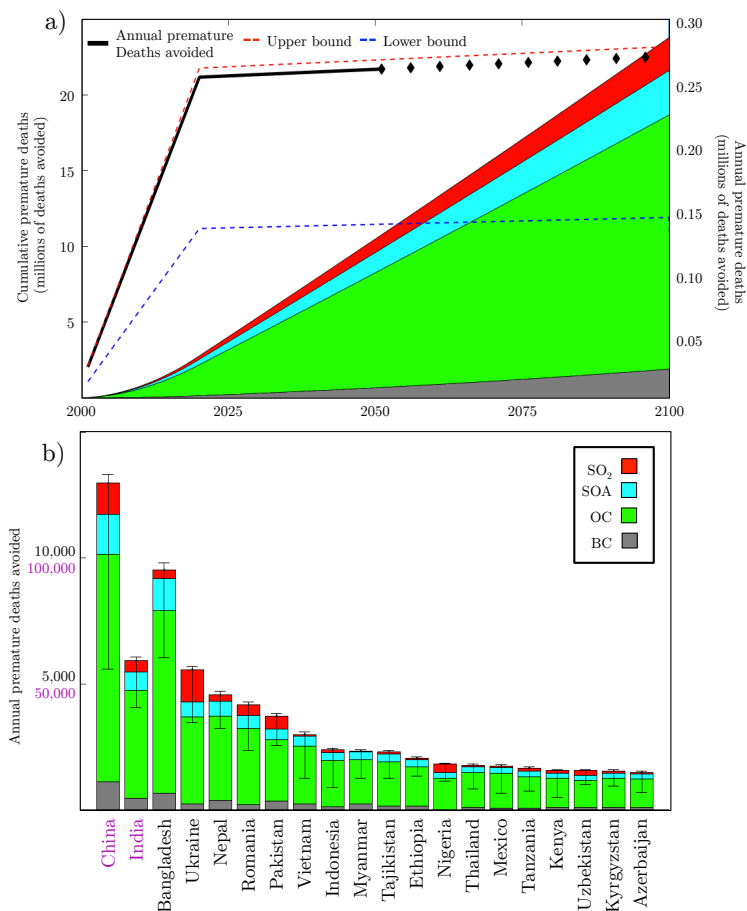 a)
Annual premature
Deaths avoided
Upper bound
Lower bound
Cumulative premature deaths
(millions of deaths avoided)
20
15
10
5
0.30
0.25
0.20
0.15
0.10
0.05
Annual premature deaths
(millions of deaths avoided)
2000
2025
2050
2075
2100
b)
SO₂
SOA
OC
BC
Annual premature deaths avoided
10,000
100,000
5,000
50,000
China
India
Bangladesh
Ukraine
Nepal
Romania
Pakistan
Vietnam
Indonesia
Myanmar
Tajikistan
Ethiopia
Nigeria
Thailand
Mexico
Tanzania
Kenya
Uzbekistan
Kyrgyzstan
Azerbaijan